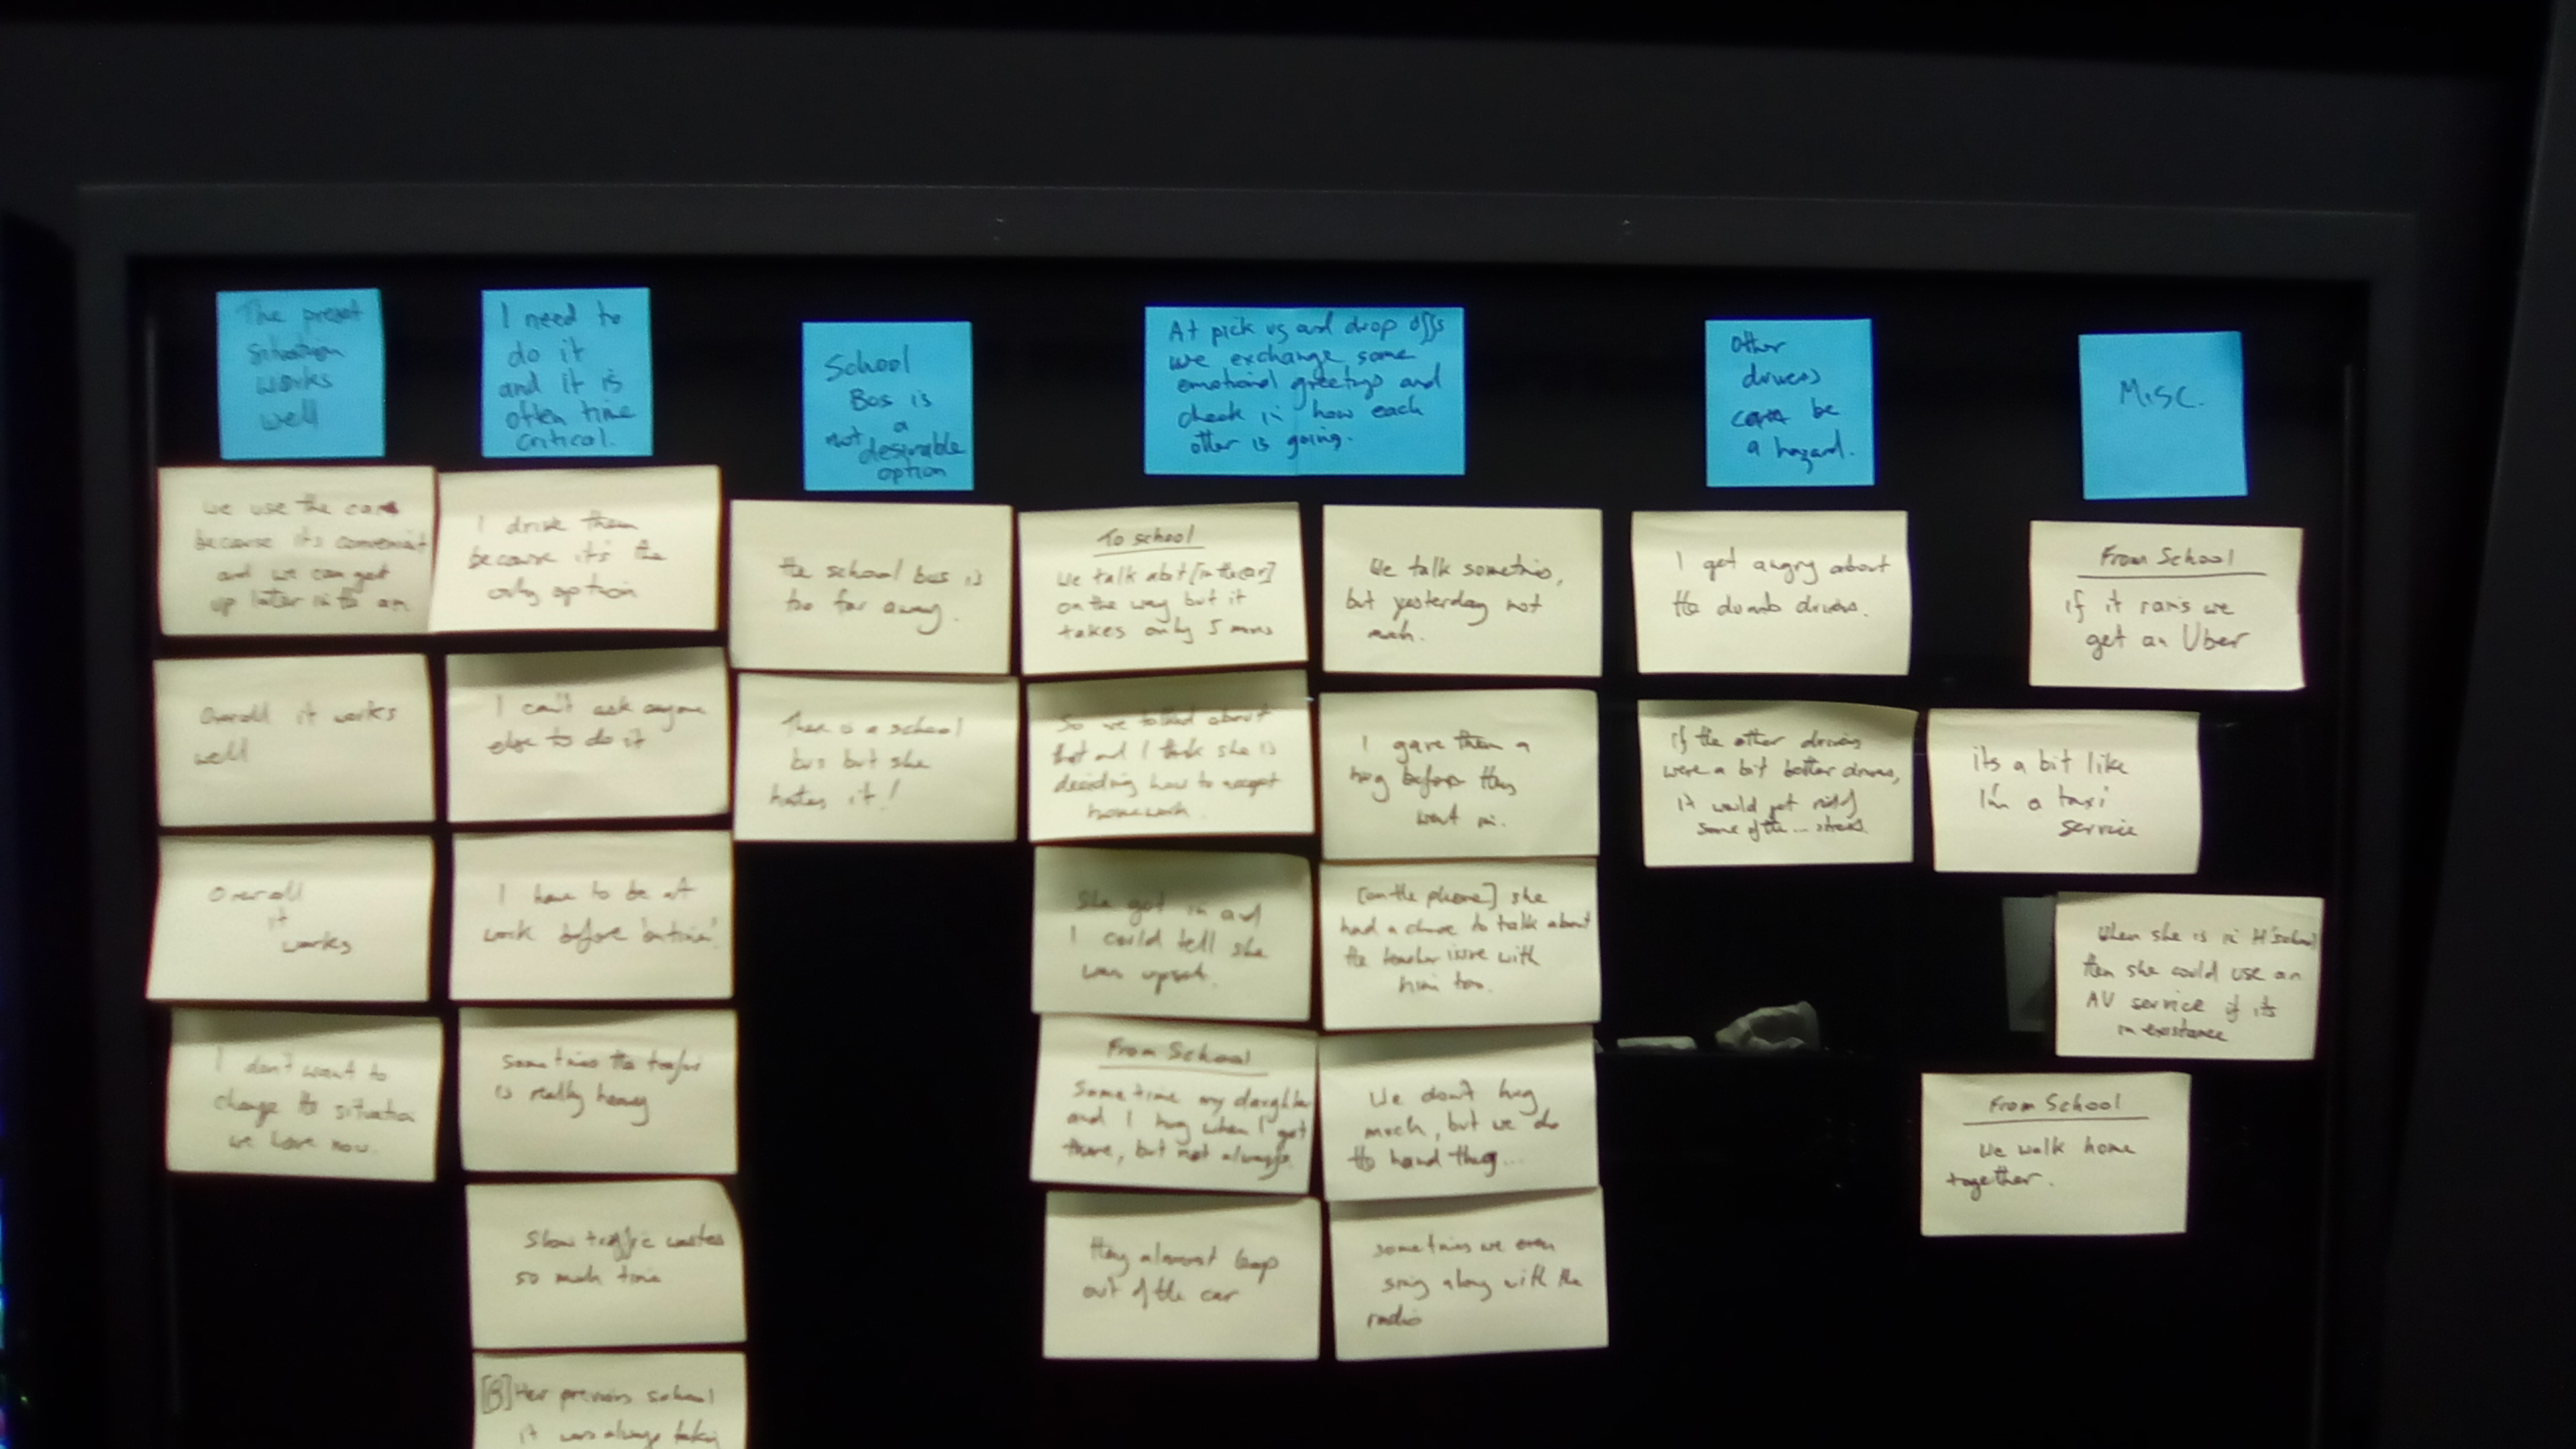 The preset
situation
works
well
we use the car
because its convenient
and we can get
up later
Overall it works
well
Overall
it
works
I don't want to
change the situation
we have now.
I need to
do it
and it is
often time
critical.
I drive them
because it's the
only option
I can't ask anyone
else to do it
I have to be at
work before
sometimes the
is really heavy
Slow traffic wastes
so much time
[B] Her previous school
it was always taking
School
Bus is
a
not desirable
option
the school bus is
too far away.
There is a school
bus but she
hates it!
At pick us and drop offs
we exchange some
emotional greetings and
check in how each
other is going.
To school
we talk abt [in the car]
on the way but it
takes only 5 mins
So we talked about
that and I think she is
deciding how to accept
homework.
She got in and
I could tell she
was upset.
From School
Sometime my daughter
and I hug when I get
there, but not always.
they almost leap
out of the car
We talk sometimes,
but yesterday not
much.
I gave them a
hug before they
went in.
[on the phone] she
had a chance to talk about
the teacher issue with
him too.
We don't hug
much, but we do
the hand thing...
sometimes we even
sing along with the
radio
Other
drivers
can be
a hazard.
I get angry about
the dumb drivers.
If the other drivers
were a bit better drivers,
it would get rid of
some of the... stress.
Misc.
From School
if it rains we
get an Uber
its a bit like
I'm a taxi
service
When she is in H'school
then she could use an
AV service if its
in existance
From School
We walk home
together.